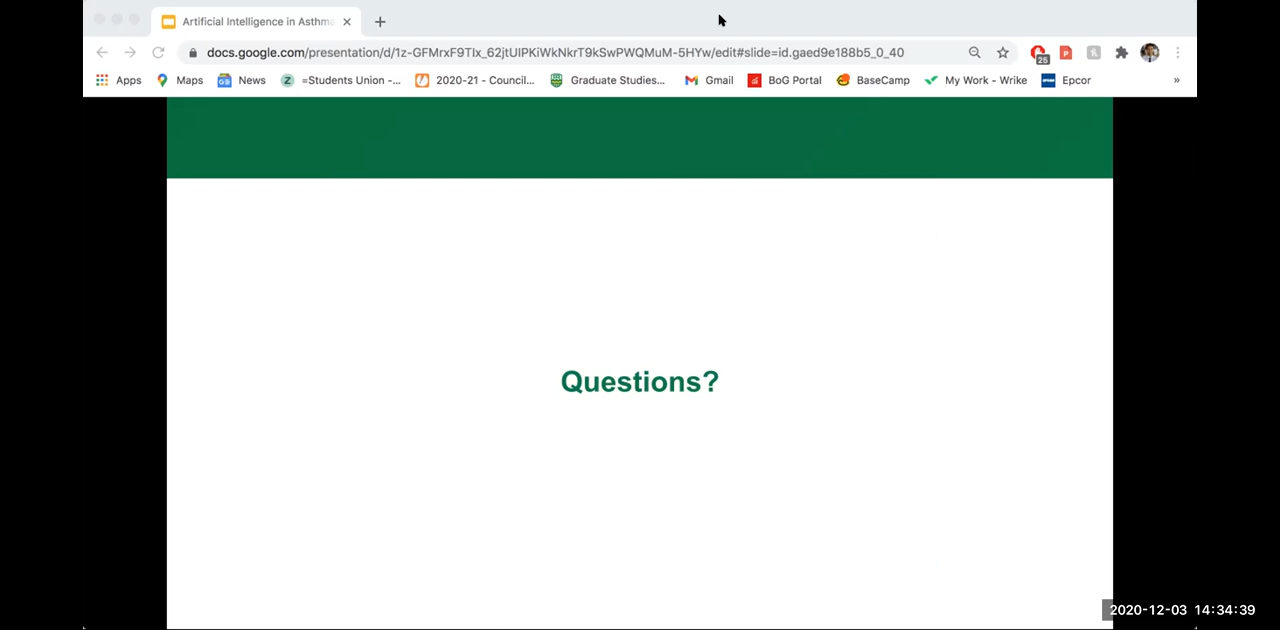 Artificial Intelligence in Asthma
docs.google.com/presentation/d/1z-GFMrxF9TIx_62jtUIPKiWkNkrT9kSwPWQMuM-5HYw/edit#slide=id.gaed9e188b5_0_40
25
Apps Maps News =Students Union -... 2020-21 - Council... Graduate Studies... Gmail BoG Portal BaseCamp My Work - Wrike Epcor »
Questions?
2020-12-03 14:34:39